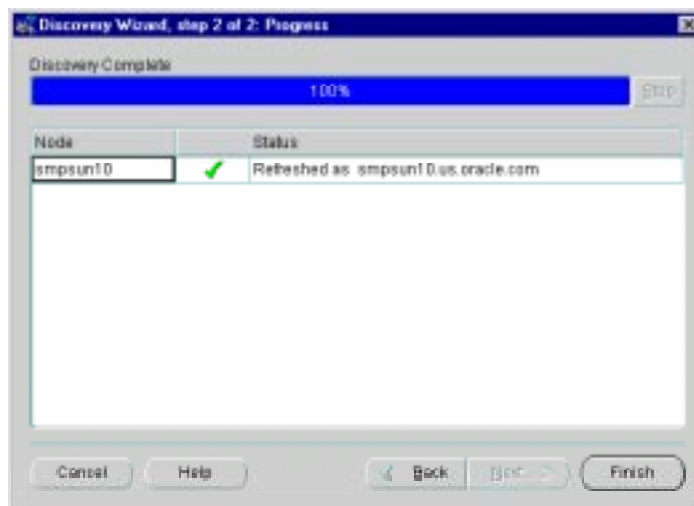 Discovery Wizard, step 2 of 2: Progress
Discovery Complete
100%
Stop
Node Status
smpsun10 Refreshed as smpsun10.us.oracle.com
Cancel Help Back Next Finish